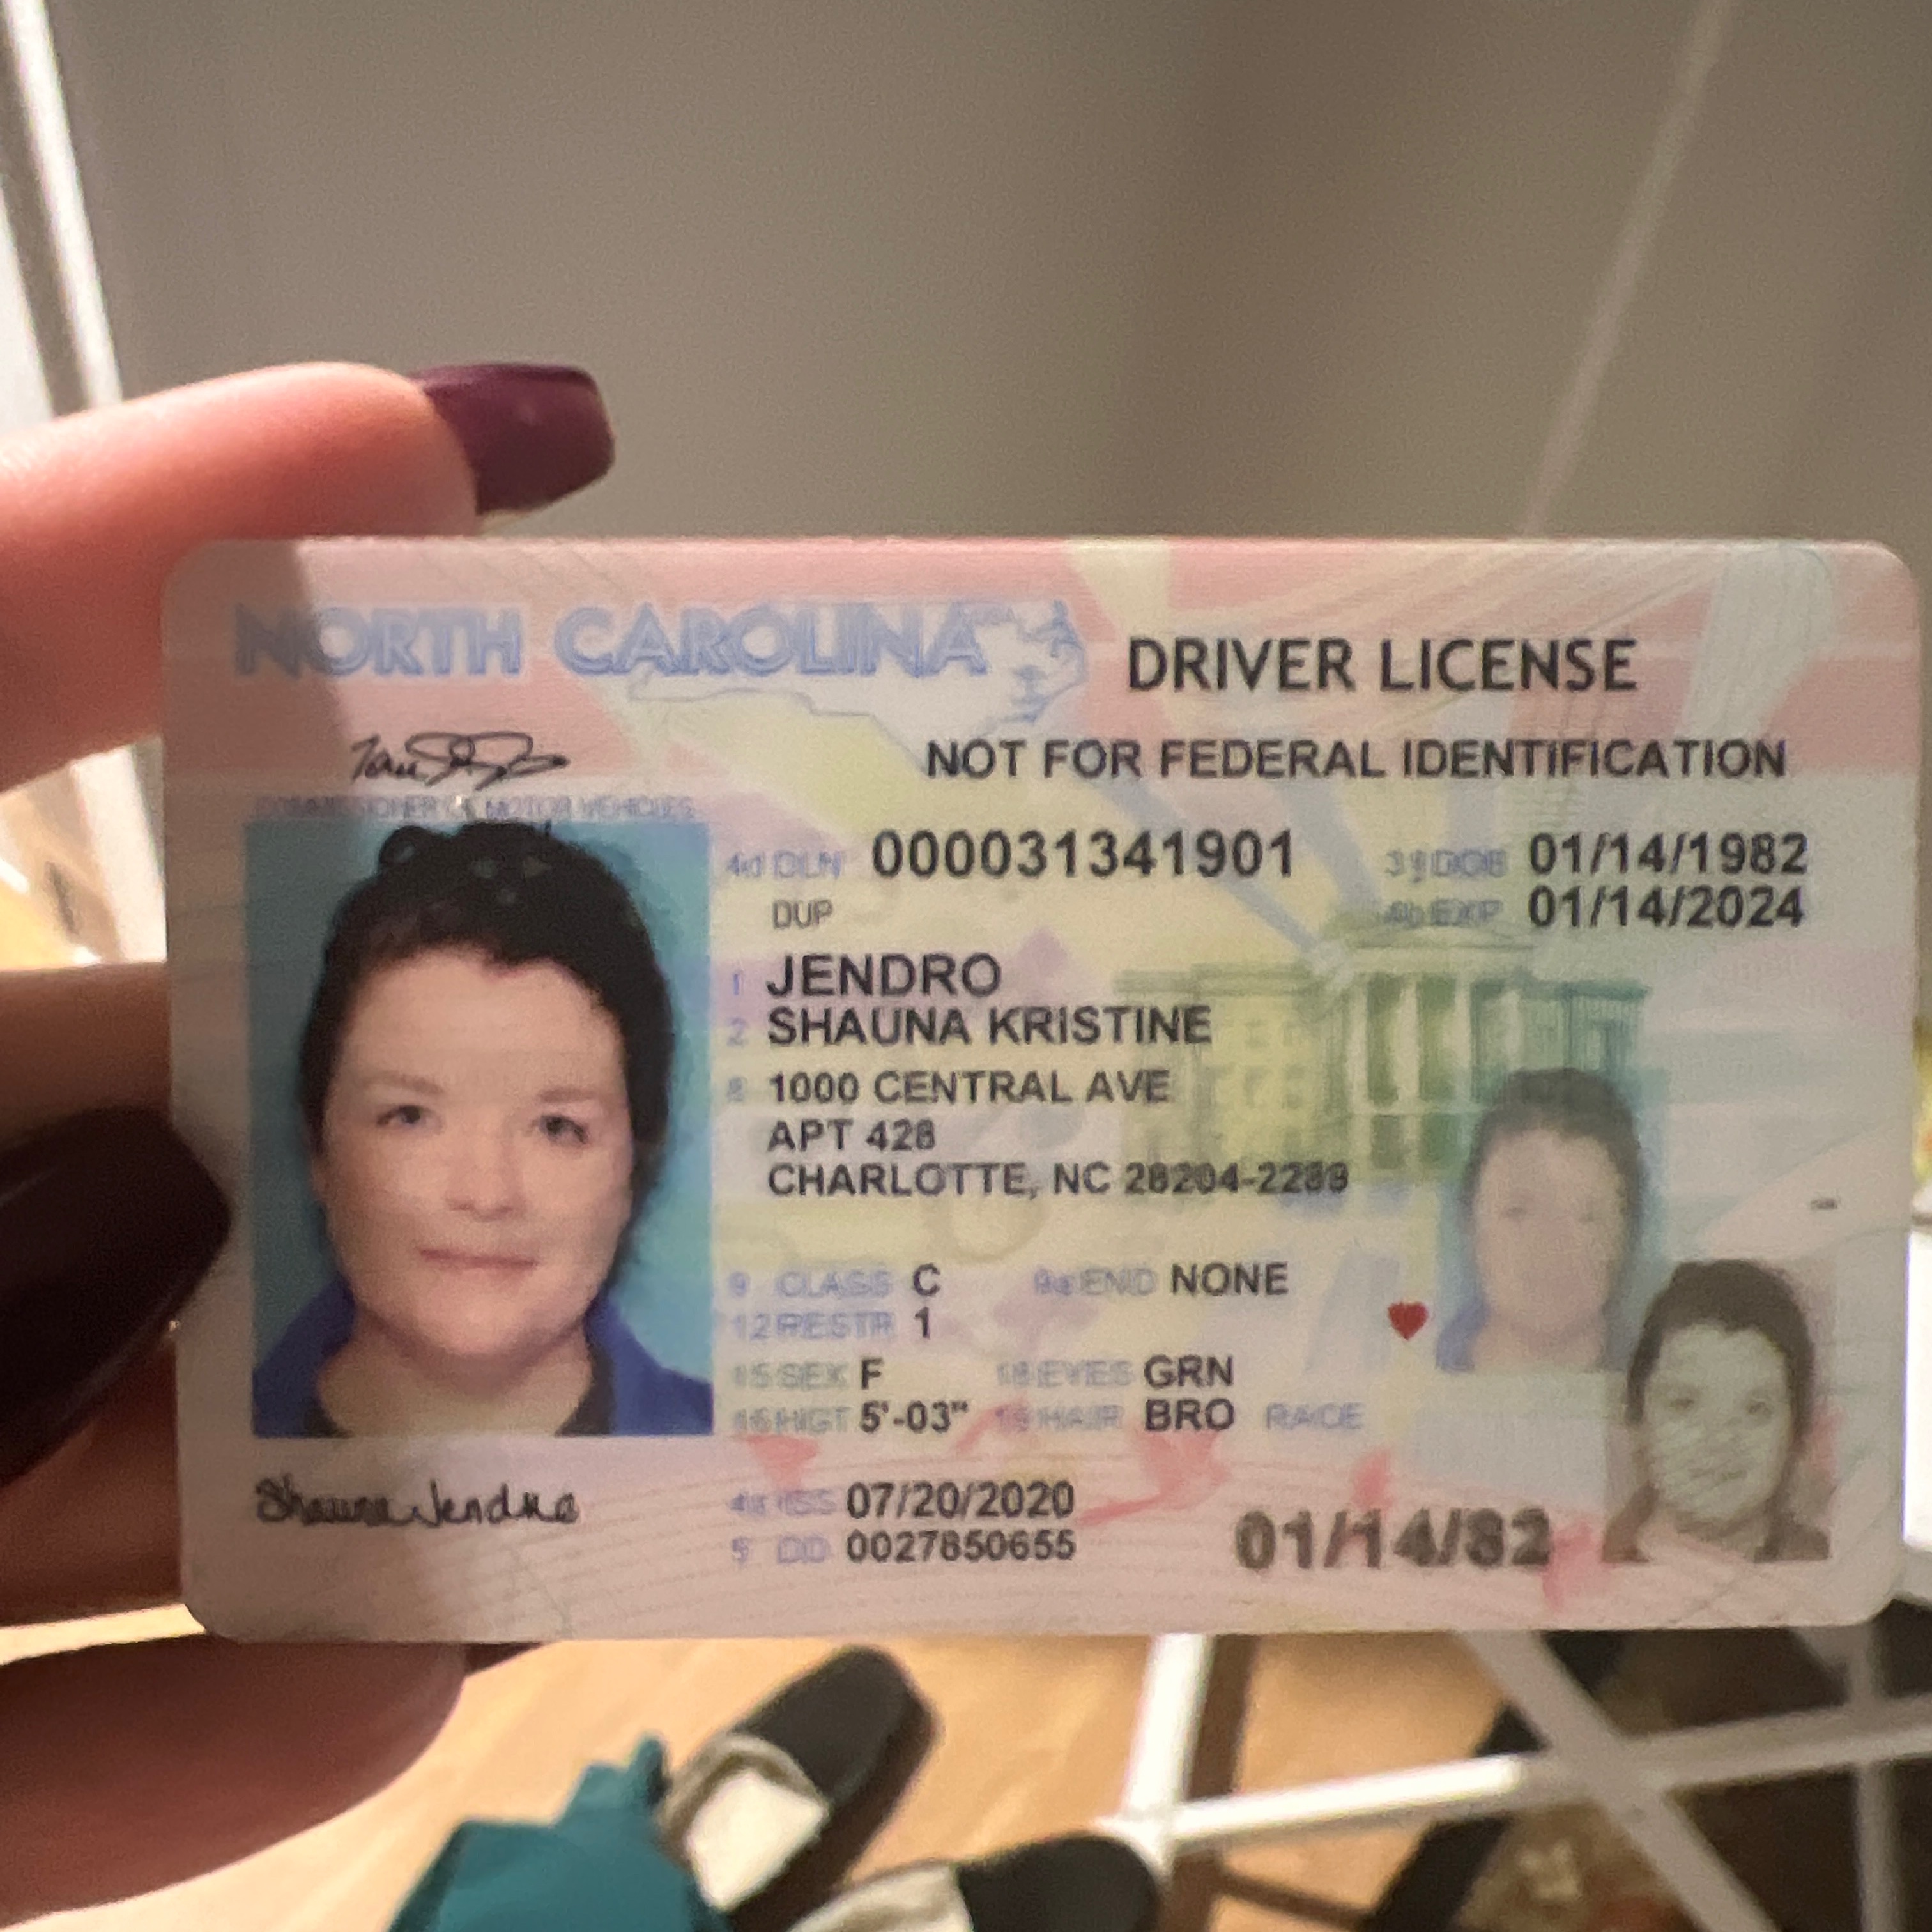 NORTH CAROLINA DRIVER LICENSE
NOT FOR FEDERAL IDENTIFICATION
COMMISSIONER OF MOTOR VEHICLES
4d DLN 000031341901 3 DOB 01/14/1982
DUP 4b EXP 01/14/2024
1 JENDRO
2 SHAUNA KRISTINE
8 1000 CENTRAL AVE
APT 428
CHARLOTTE, NC 28204-2289
9 CLASS C 9a END NONE
12 RESTR 1
15 SEX F 18 EYES GRN
16 HGT 5'-03" 19 HAIR BRO RACE
Shauna Jendro
4a ISS 07/20/2020
5 DD 0027850655
01/14/82